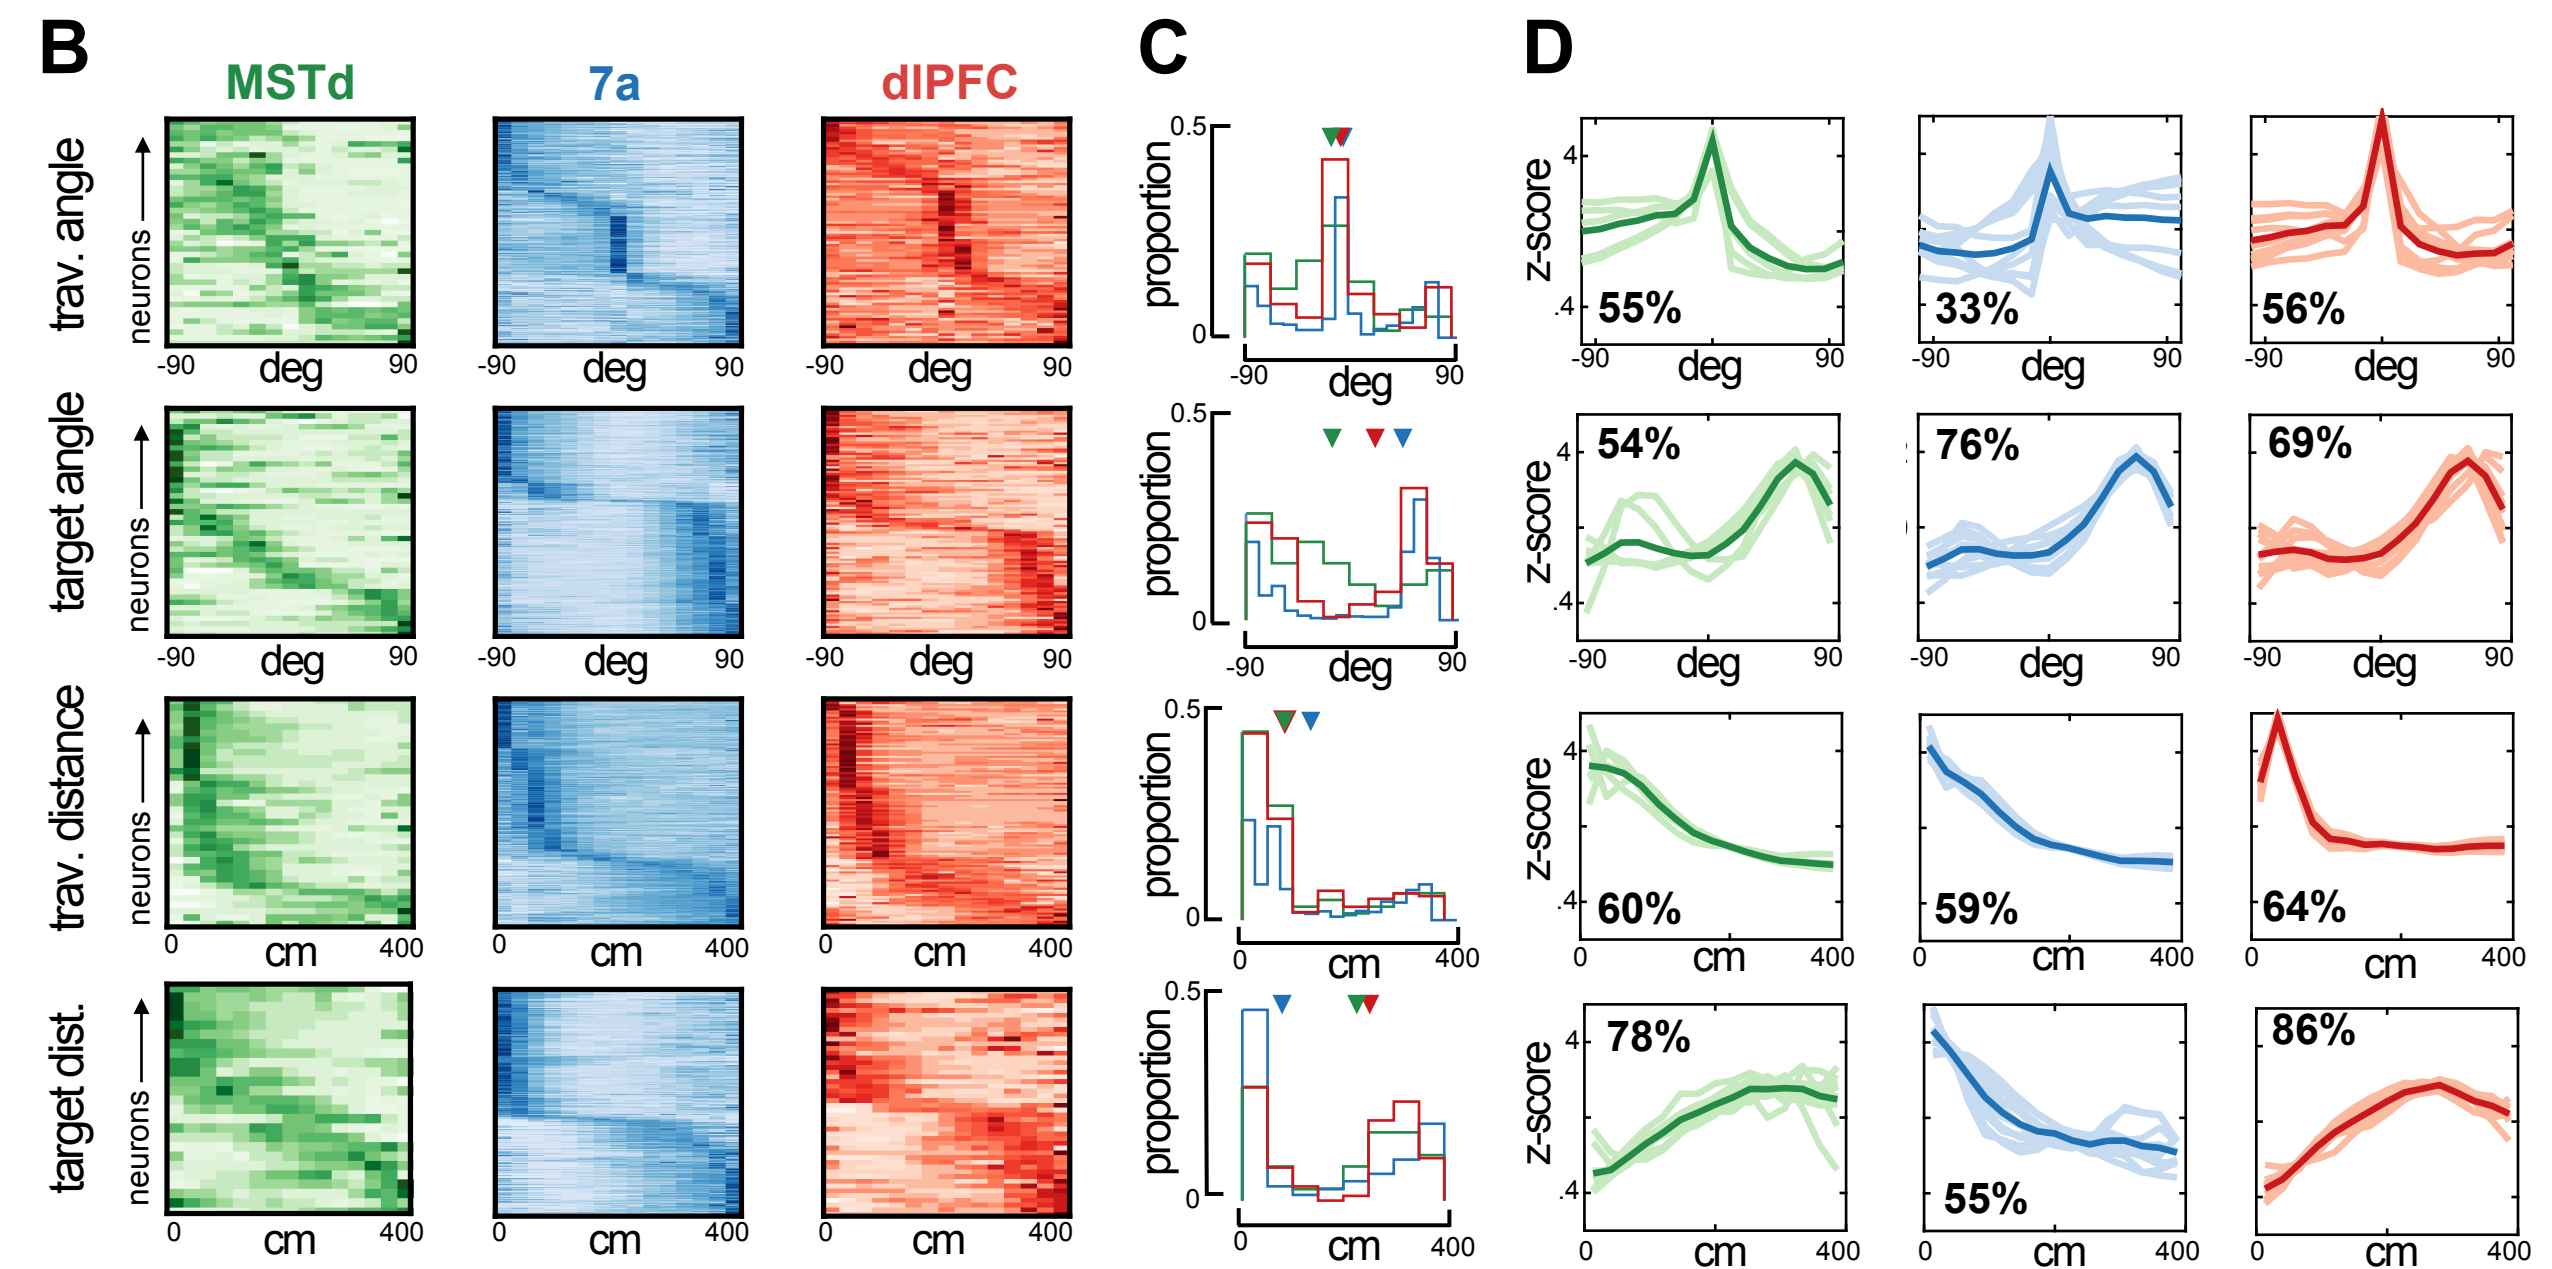 B
C
D
MSTd
7a
dlPFC
trav. angle
neurons
-90 deg 90
-90 deg 90
-90 deg 90
0.5
proportion
0
-90 deg 90
z-score
4
.4
55%
-90 deg 90
33%
-90 deg 90
56%
-90 deg 90
target angle
neurons
-90 deg 90
-90 deg 90
-90 deg 90
0.5
proportion
0
-90 deg 90
z-score
4
.4
54%
-90 deg 90
76%
-90 deg 90
69%
-90 deg 90
trav. distance
neurons
0 cm 400
0 cm 400
0 cm 400
0.5
proportion
0
0 cm 400
z-score
4
.4
60%
0 cm 400
59%
0 cm 400
64%
0 cm 400
target dist.
neurons
0 cm 400
0 cm 400
0 cm 400
0.5
proportion
0
0 cm 400
z-score
4
.4
78%
0 cm 400
55%
0 cm 400
86%
0 cm 400